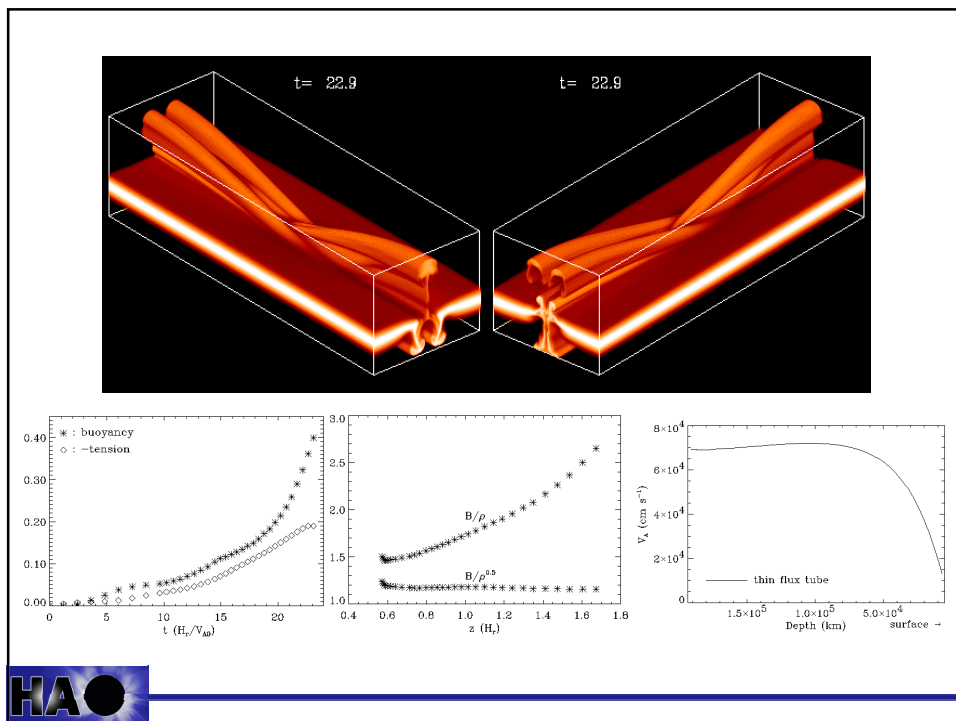 t= 22.9
t= 22.9
∗ : buoyancy
◇ : −tension
0.40
0.30
0.20
0.10
0.00
0
5
10
15
20
t (H_r/V_A0)
3.0
2.5
2.0
1.5
1.0
B/ρ
B/ρ^0.5
0.4 0.6 0.8 1.0 1.2 1.4 1.6 1.8
z (H_r)
8×10^4
6×10^4
4×10^4
2×10^4
0
V_A (cm s^−1)
thin flux tube
1.5×10^5 1.0×10^5 5.0×10^4
Depth (km)
surface →
HAO